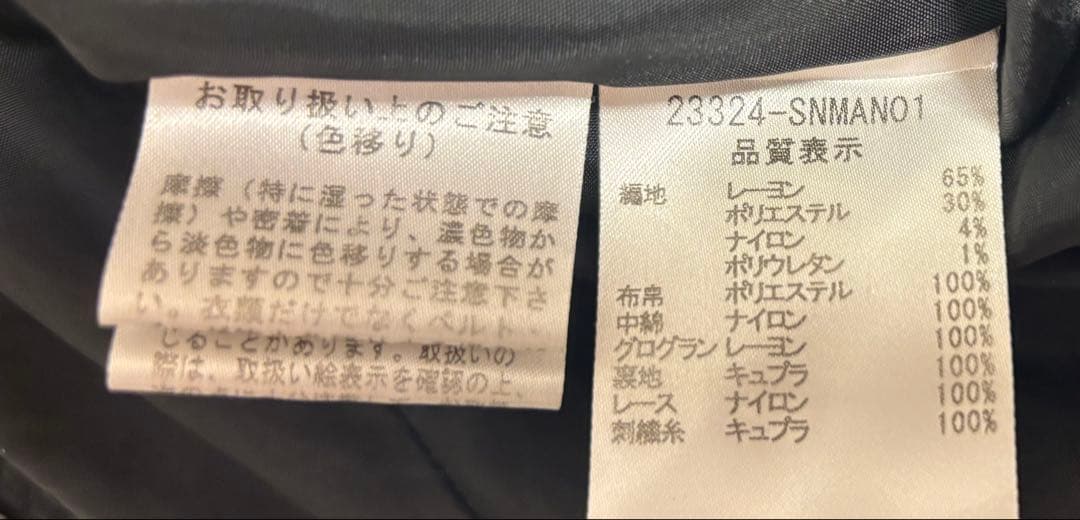 お取り扱い上のご注意
(色移り)
摩擦(特に湿った状態での摩
擦)や密着により、濃色物か
ら淡色物に色移りする場合が
ありますので十分ご注意下さ
い。衣類だけでなくベルト・
じることがあります。取扱いの
際は、取扱い絵表示を確認の上、
23324-SNMAN01
品質表示
編地 レーヨン 65%
ポリエステル 30%
ナイロン 4%
ポリウレタン 1%
布帛 ポリエステル 100%
中綿 ナイロン 100%
グログラン レーヨン 100%
裏地 キュプラ 100%
レース ナイロン 100%
刺繍糸 キュプラ 100%